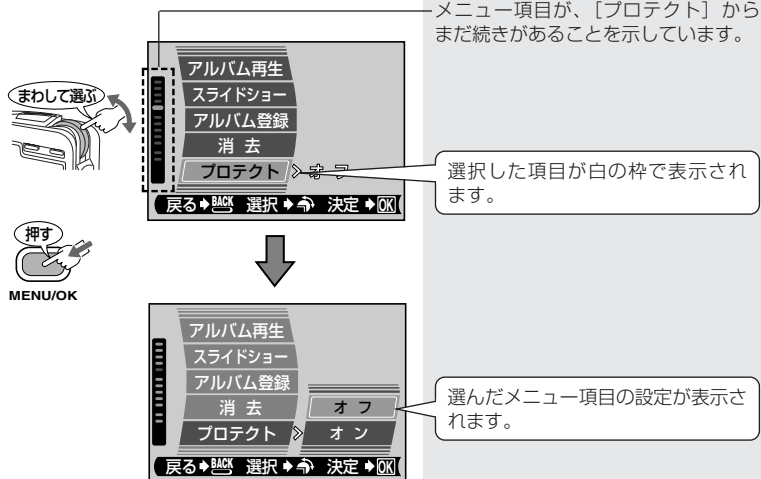 メニュー項目が、[プロテクト] から
まだ続きがあることを示しています。
まわして選ぶ
アルバム再生
スライドショー
アルバム登録
消 去
プロテクト
オ フ
戻る BACK 選択 決定 OK
選択した項目が白の枠で表示され
ます。
押す
MENU/OK
アルバム再生
スライドショー
アルバム登録
消 去
オ フ
プロテクト
オ ン
戻る BACK 選択 決定 OK
選んだメニュー項目の設定が表示さ
れます。